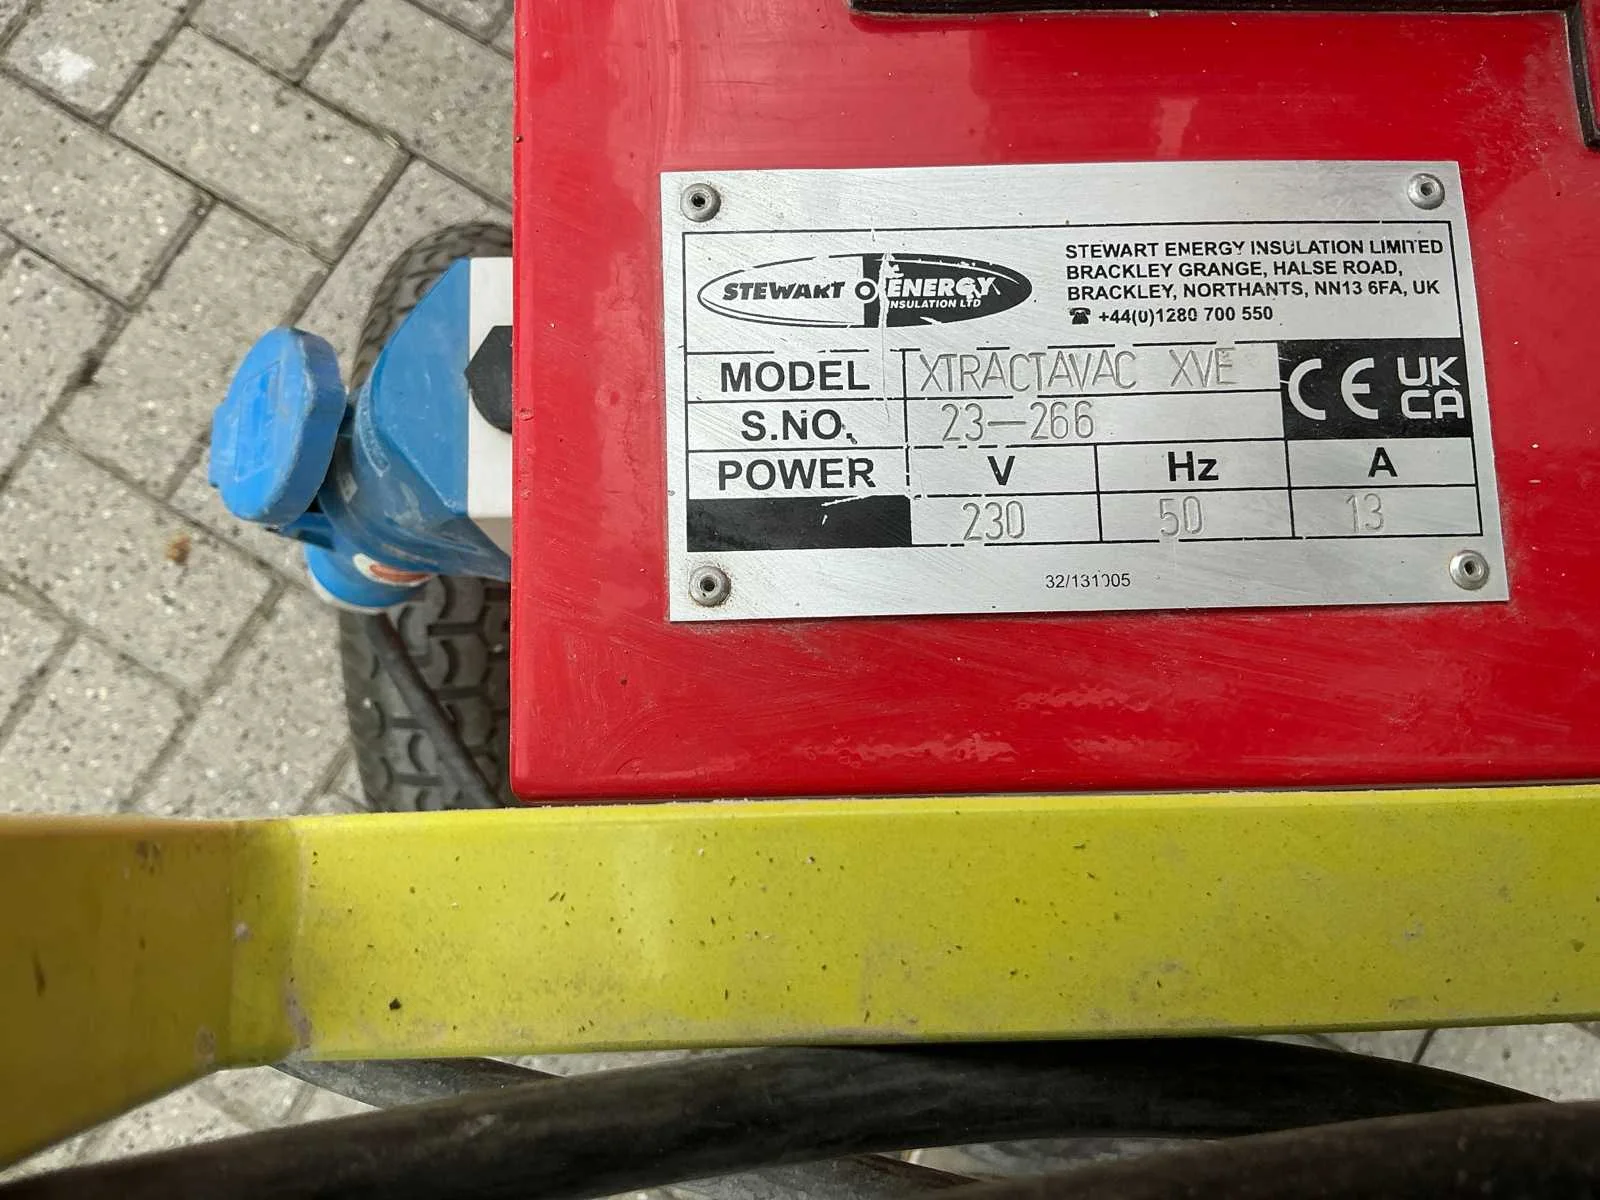 STEWART ENERGY
INSULATION LTD
STEWART ENERGY INSULATION LIMITED
BRACKLEY GRANGE, HALSE ROAD,
BRACKLEY, NORTHANTS, NN13 6FA, UK
☎ +44(0)1280 700 550
MODEL XTRACTAVAC XVE
CE UK CA
S.NO. 23-266
POWER V Hz A
230 50 13
32/131005